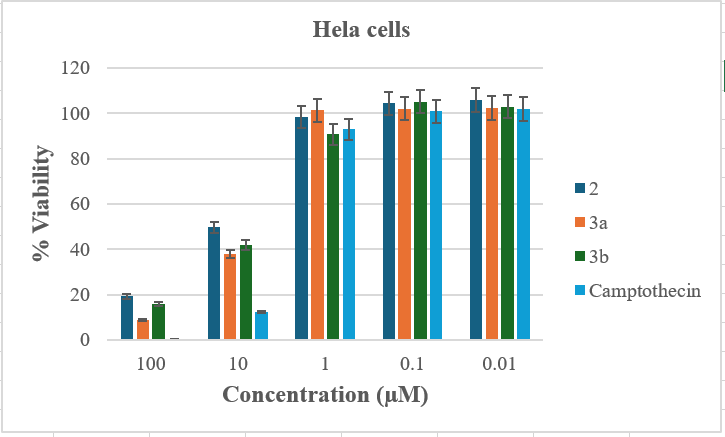 Hela cells
% Viability
120
100
80
60
40
20
0
100 10 1 0.1 0.01
Concentration (µM)
2
3a
3b
Camptothecin